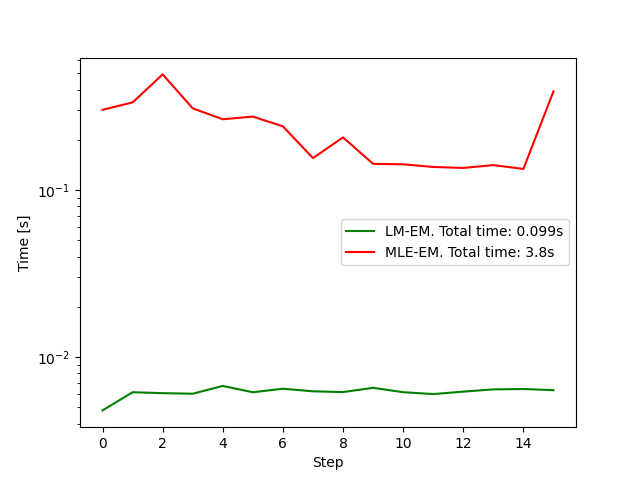 10⁻¹
10⁻²
Time [s]
LM-EM. Total time: 0.099s
MLE-EM. Total time: 3.8s
0 2 4 6 8 10 12 14
Step